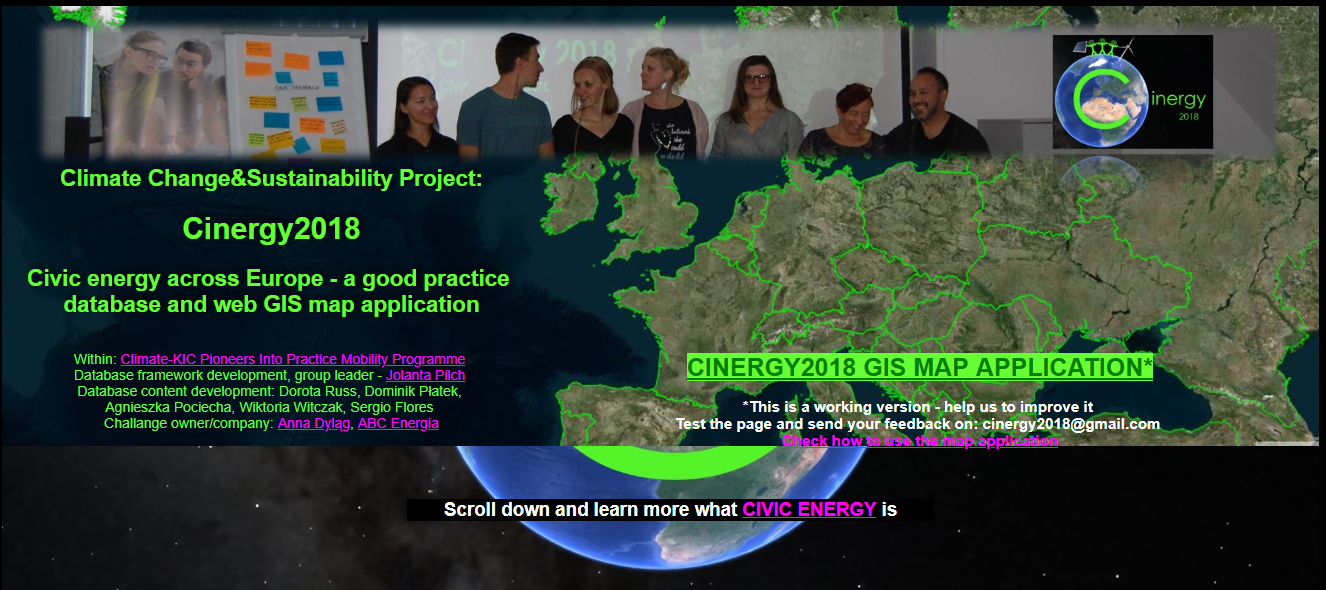 Ci 2018
inergy
2018
Climate Change&Sustainability Project:
Cinergy2018
Civic energy across Europe - a good practice
database and web GIS map application
Within: Climate-KIC Pioneers Into Practice Mobility Programme
Database framework development, group leader - Jolanta Pilch
Database content development: Dorota Russ, Dominik Płatek,
Agnieszka Pociecha, Wiktoria Witczak, Sergio Flores
Challange owner/company: Anna Dyląg, ABC Energia
CINERGY2018 GIS MAP APPLICATION*
*This is a working version - help us to improve it
Test the page and send your feedback on: cinergy2018@gmail.com
Check how to use the map application
Scroll down and learn more what CIVIC ENERGY is